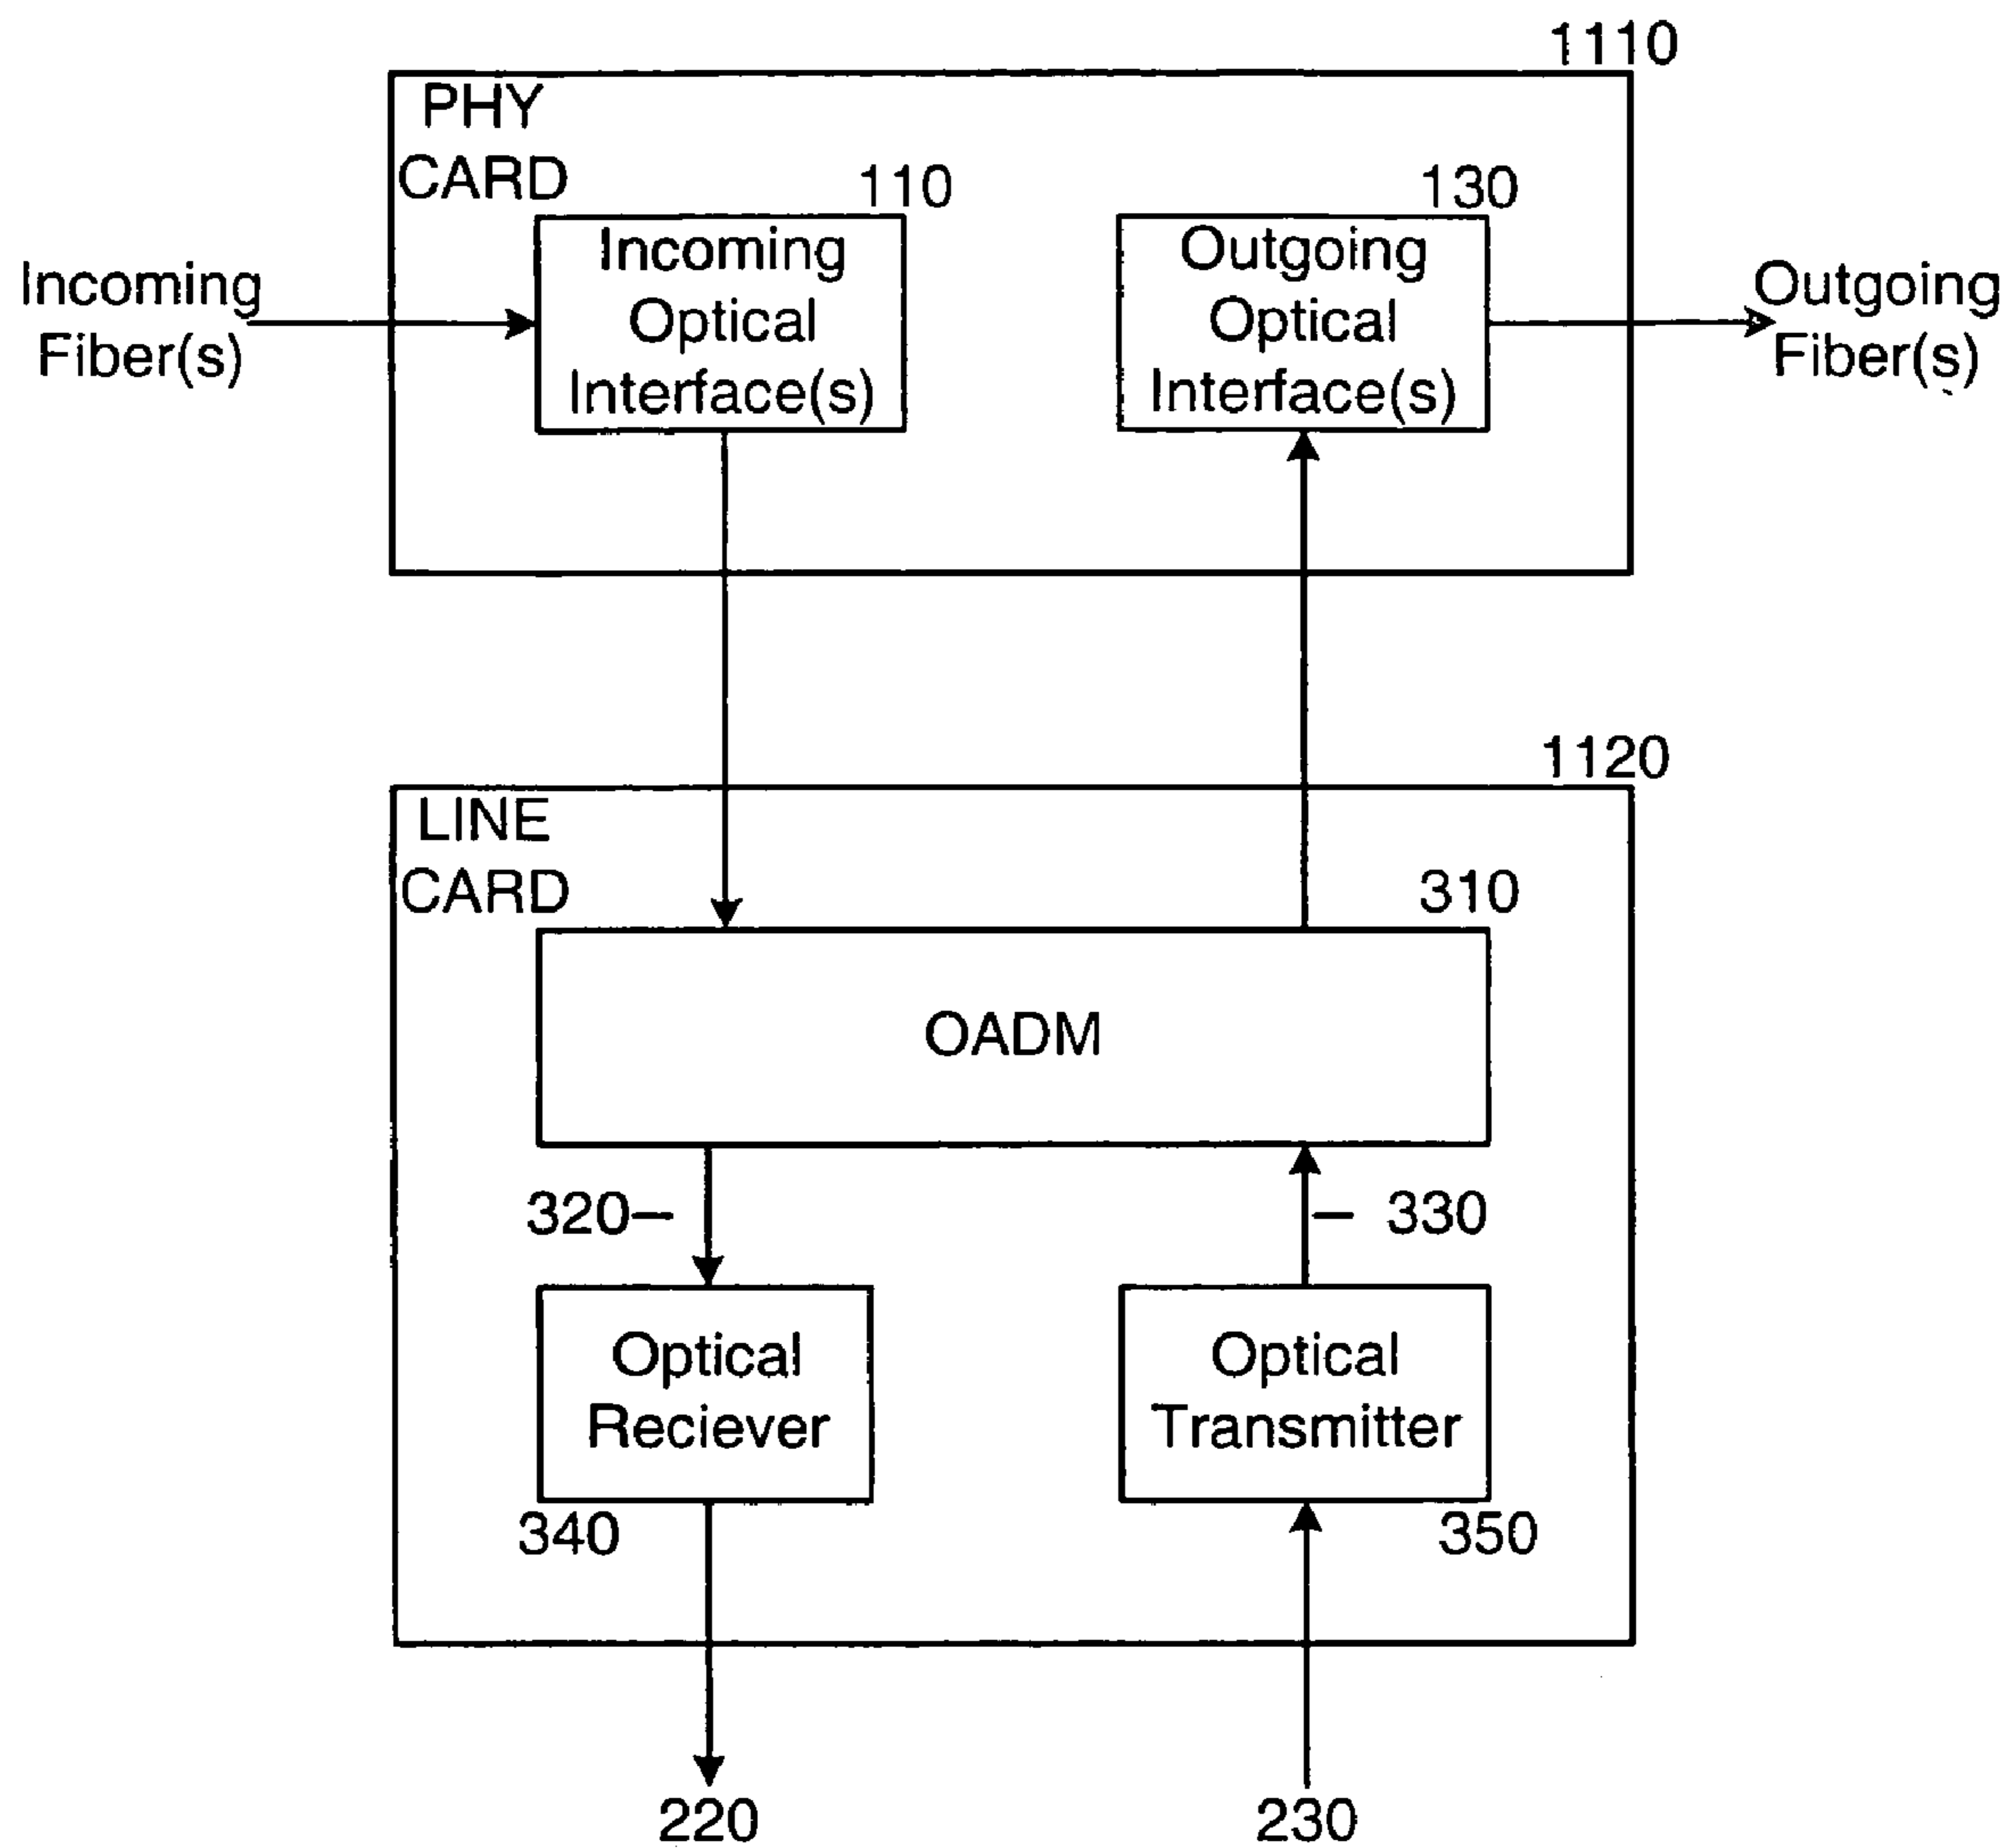 1110
PHY
CARD
110
130
Incoming
Optical
Interface(s)
Outgoing
Optical
Interface(s)
Incoming
Fiber(s)
Outgoing
Fiber(s)
1120
LINE
CARD
310
OADM
320
330
Optical
Reciever
Optical
Transmitter
340
350
220
230